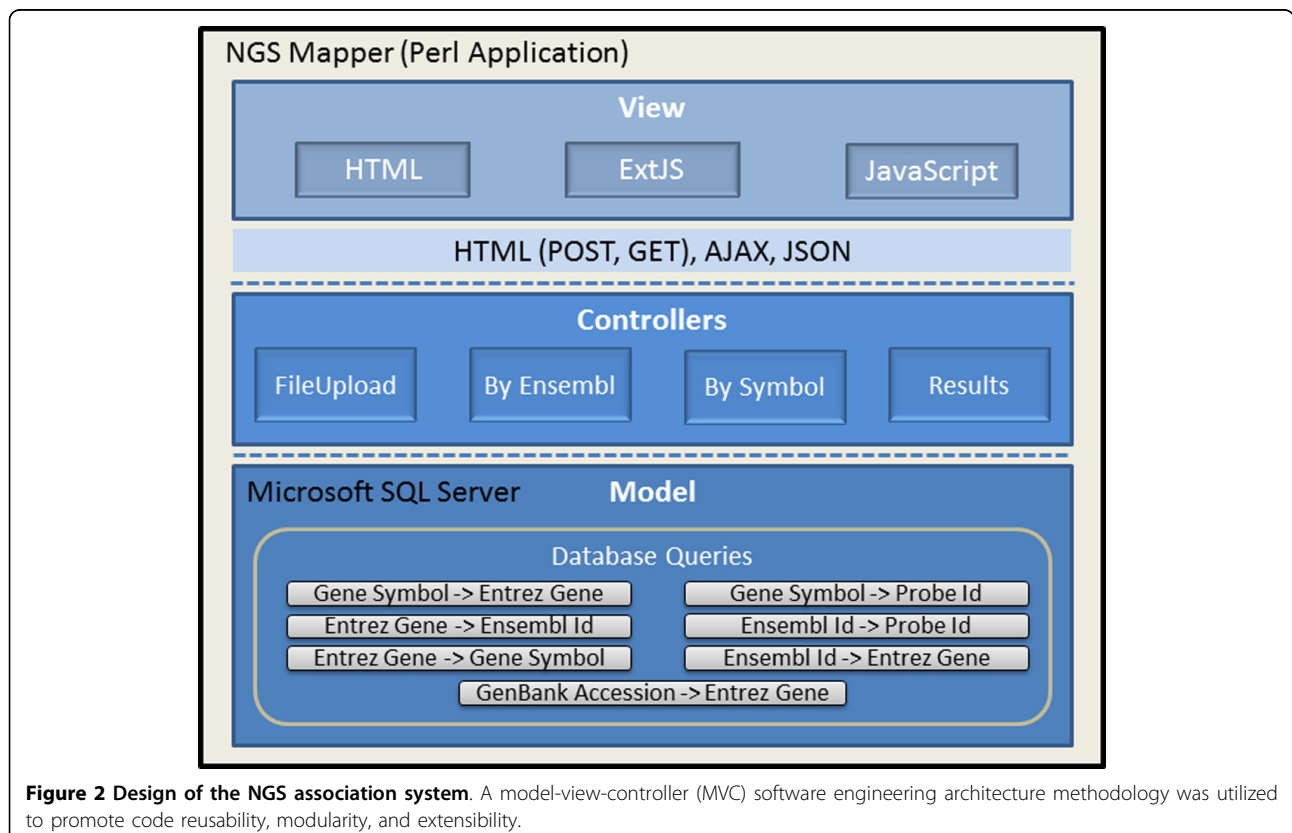 NGS Mapper (Perl Application)
View
HTML
ExtJS
JavaScript
HTML (POST, GET), AJAX, JSON
Controllers
FileUpload
By Ensembl
By Symbol
Results
Microsoft SQL Server
Model
Database Queries
Gene Symbol -> Entrez Gene
Gene Symbol -> Probe Id
Entrez Gene -> Ensembl Id
Ensembl Id -> Probe Id
Entrez Gene -> Gene Symbol
Ensembl Id -> Entrez Gene
GenBank Accession -> Entrez Gene
Figure 2 Design of the NGS association system. A model-view-controller (MVC) software engineering architecture methodology was utilized
to promote code reusability, modularity, and extensibility.